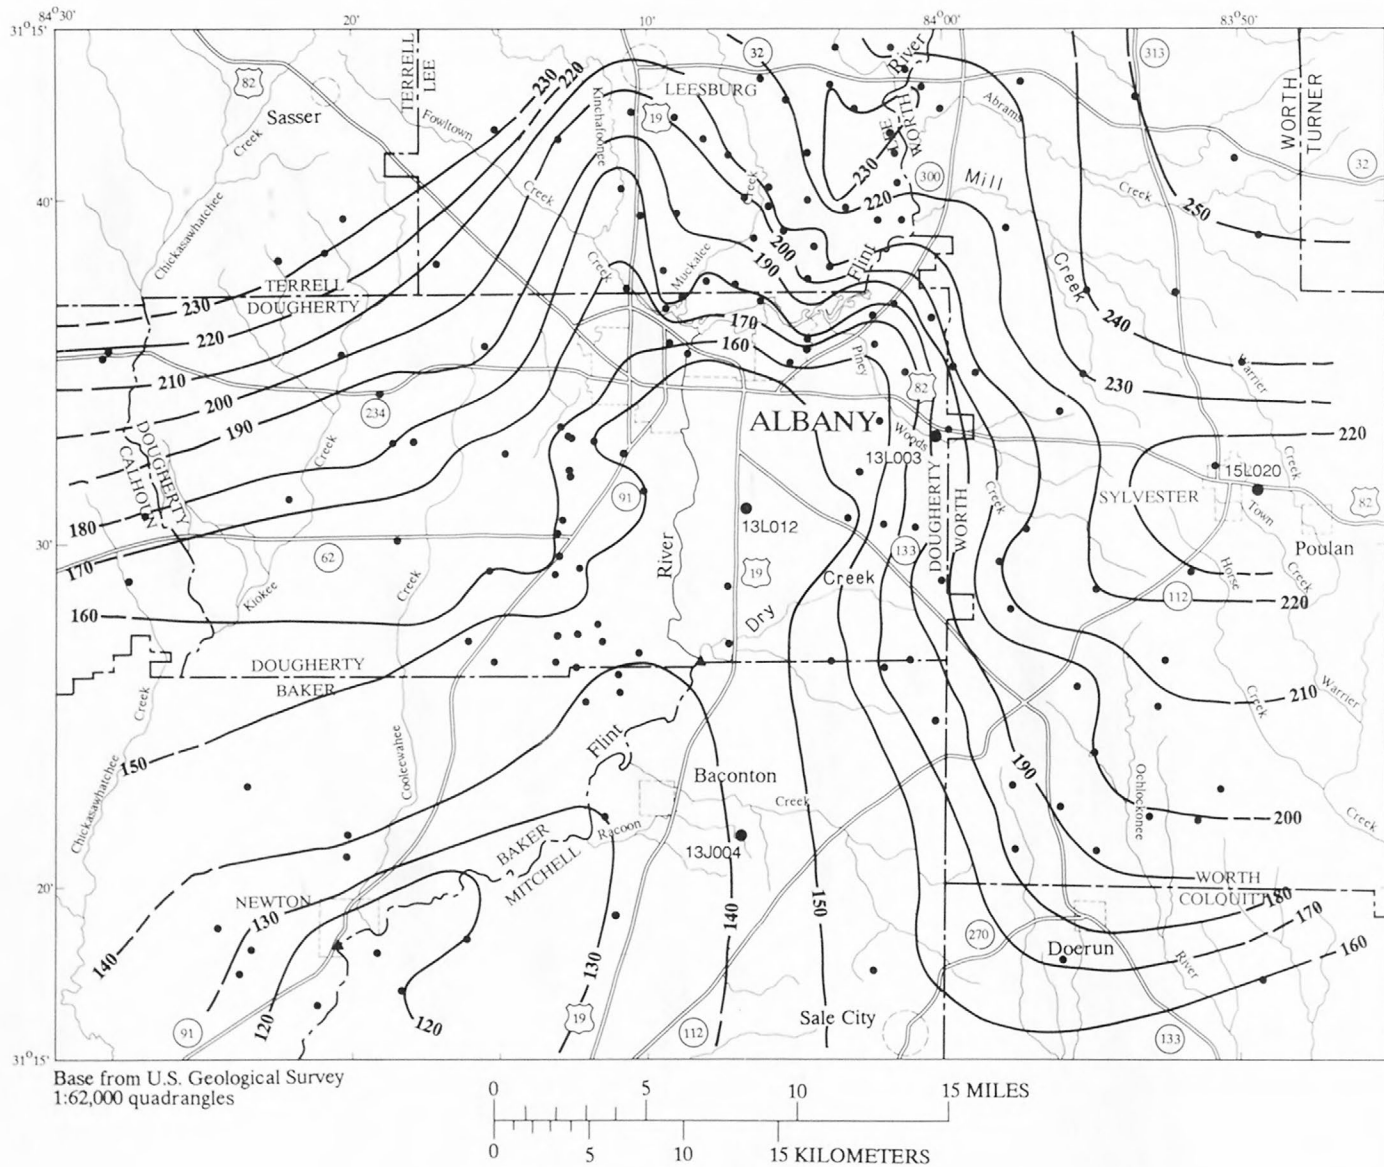 84°30'
20'
10'
84°00'
83°50'
31°15'
82
TERRELL
LEE
230
220
32
River
313
WORTH
TURNER
LEESBURG
Sasser
Fowltown
Kinchafoonee
19
LEE
WORTH
Abrams
Creek
32
40'
Creek
Creek
230
300
Mill
220
Creek
250
Chickasawhatchee
Creek
Muckalee
200
190
Flint
Creek
TERRELL
DOUGHERTY
230
220
170
160
240
210
Piney
Warrier
230
200
82
234
190
ALBANY
Woods
220
DOUGHERTY
CALHOUN
Creek
13L003
Creek
15L020
SYLVESTER
91
Creek
DOUGHERTY
WORTH
Town
82
180
13L012
30'
River
133
Poulan
170
62
19
Creek
Horse
Creek
Kiokee
Creek
112
220
160
Dry
DOUGHERTY
BAKER
Creek
210
Warrier
Creek
Flint
150
Cooleewahee
190
Baconton
Ochlockonee
Chickasawhatchee
Creek
200
Creek
BAKER
MITCHELL
Racoon
13J004
20'
WORTH
COLQUITT
180
NEWTON
130
140
150
170
270
160
Doerun
140
130
River
120
120
19
Sale City
91
112
133
31°15'
Base from U.S. Geological Survey
1:62,000 quadrangles
0 5 10 15 MILES
0 5 10 15 KILOMETERS